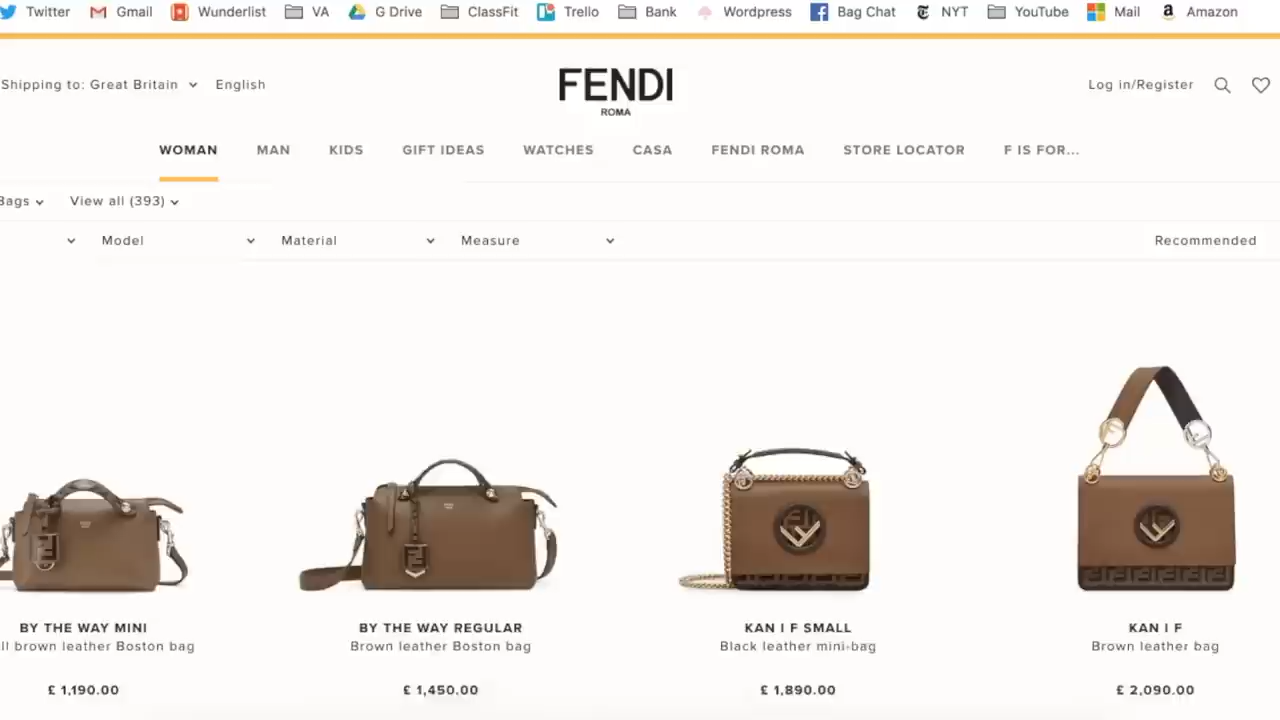 Twitter Gmail Wunderlist VA G Drive ClassFit Trello Bank Wordpress Bag Chat NYT YouTube Mail Amazon
Shipping to: Great Britain English
FENDI
ROMA
Log in/Register
WOMAN MAN KIDS GIFT IDEAS WATCHES CASA FENDI ROMA STORE LOCATOR F IS FOR...
Bags View all (393)
Model Material Measure Recommended
BY THE WAY MINI BY THE WAY REGULAR KAN I F SMALL KAN I F
brown leather Boston bag Brown leather Boston bag Black leather mini-bag Brown leather bag
£ 1,190.00 £ 1,450.00 £ 1,890.00 £ 2,090.00